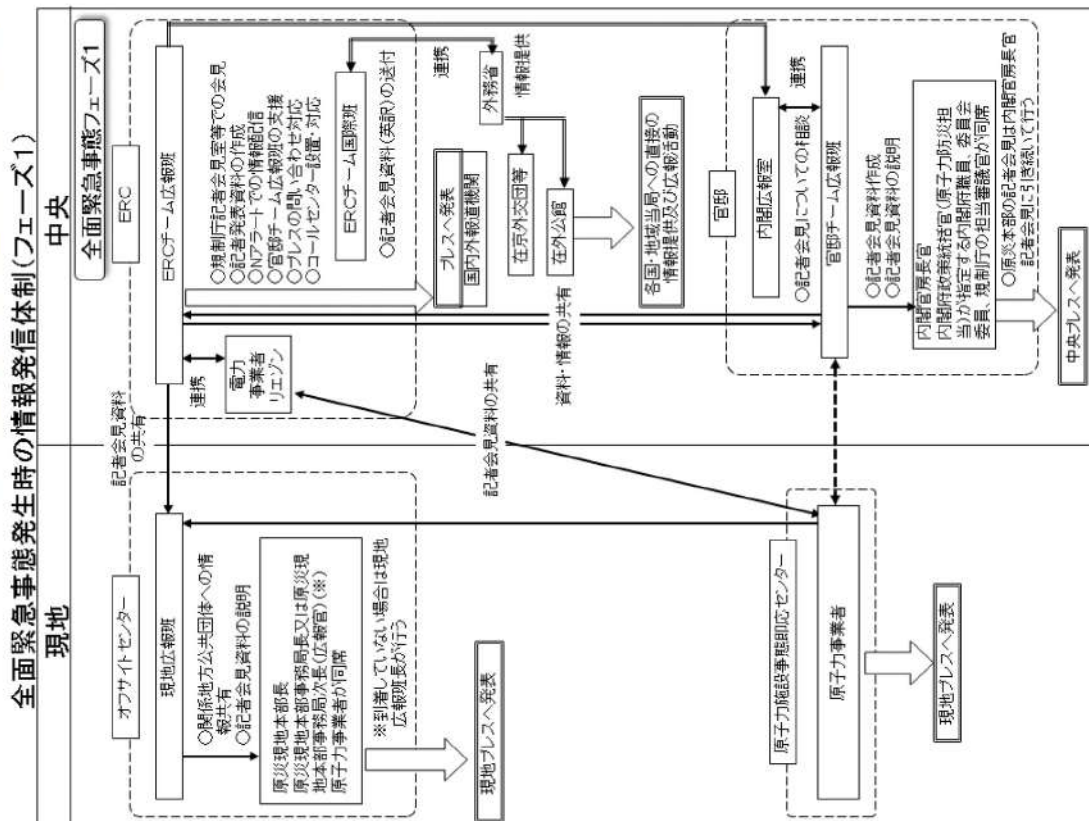 全面緊急事態発生時の情報発信体制(フェーズ1)
現地
中央
全面緊急事態フェーズ1
オフサイトセンター
現地広報班
○関係地方公共団体への情
報共有
○記者会見資料の説明
原災現地本部長
原災現地本部事務局長又は原災現
地本部事務局次長(広報官)(※)
原子力事業者が同席
※到着していない場合は現地
広報班長が行う
現地プレスへ発表
原子力施設事態即応センター
原子力事業者
現地プレスへ発表
記者会見資料
の共有
記者会見資料の共有
ERC
ERCチーム広報班
連携
電力
事業者
リエゾン
○規制庁記者会見室等での会見
○記者発表資料の作成
○Nアラートでの情報配信
○官邸チーム広報班の支援
○プレスの問い合わせ対応
○コールセンター設置・対応
ERCチーム国際班
○記者会見資料(英訳)の送付
プレスへ発表
国内外報道機関
連携
外務省
情報提供
在京外交団等
在外公館
各国・地域当局への直接の
情報提供及び広報活動
資料・情報の共有
官邸
内閣広報室
連携
○記者会見についての相談
官邸チーム広報班
○記者会見資料作成
○記者会見資料の説明
内閣官房長官
内閣府政策統括官(原子力防災担
当)が指定する内閣府職員、委員会
委員、規制庁の担当審議官が同席
○原災本部の記者会見は内閣官房長官
記者会見に引き続いて行う
中央プレスへ発表